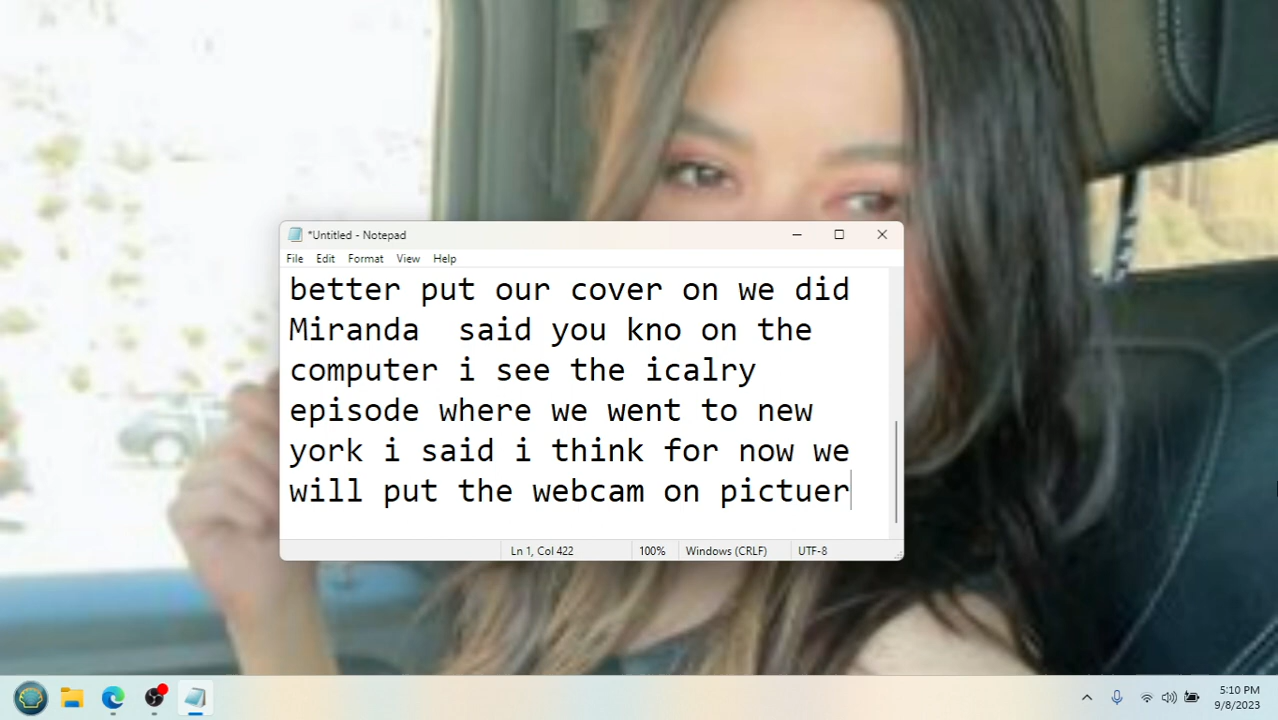 *Untitled - Notepad
File Edit Format View Help
better put our cover on we did
Miranda  said you kno on the
computer i see the icalry
episode where we went to new
york i said i think for now we
will put the webcam on pictuer
Ln 1, Col 422 100% Windows (CRLF) UTF-8
5:10 PM
9/8/2023